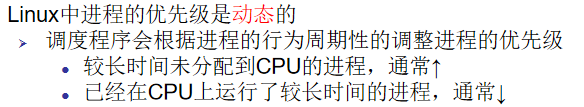 Linux中进程的优先级是动态的
调度程序会根据进程的行为周期性的调整进程的优先级
较长时间未分配到CPU的进程，通常↑
已经在CPU上运行了较长时间的进程，通常↓